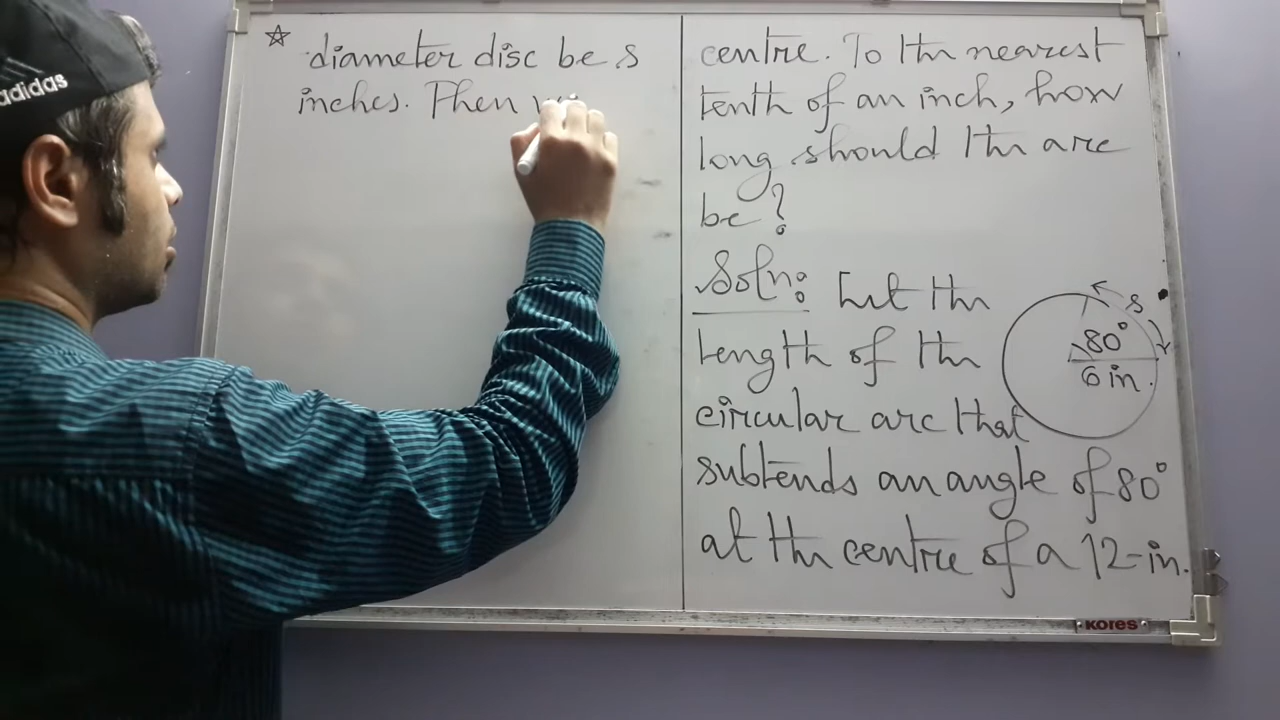 adidas
☆ diameter disc be s
inches. Then
centre. To the nearest
tenth of an inch, how
long should the arc
be?
Soln: Let the
length of the
circular arc that
subtends an angle of 80°
at the centre of a 12-in.
s
80°
6 in.
KORES